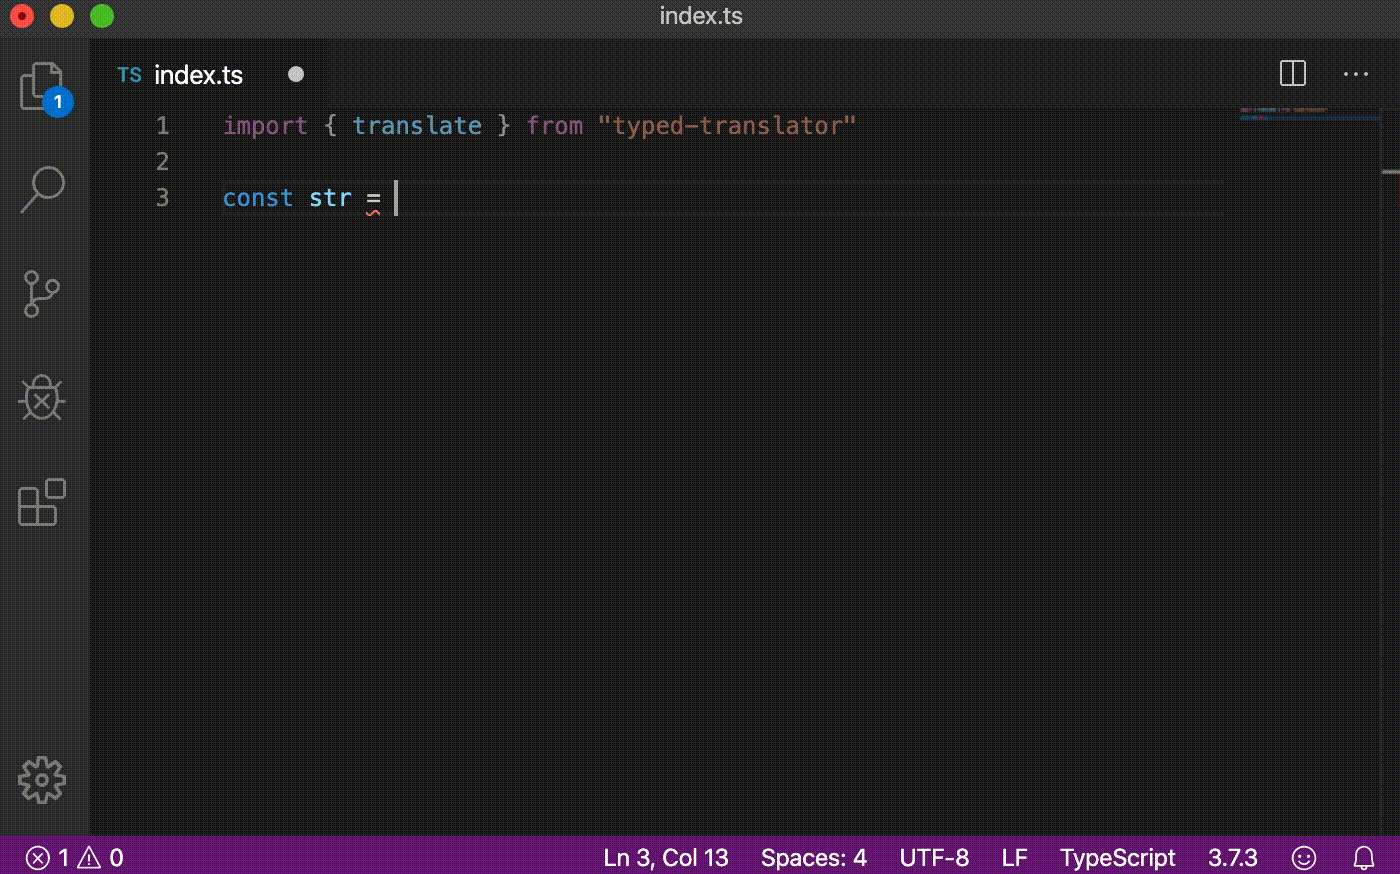 index.ts
TS index.ts
1
1 import { translate } from "typed-translator"
2
3 const str =
1 0 Ln 3, Col 13 Spaces: 4 UTF-8 LF TypeScript 3.7.3